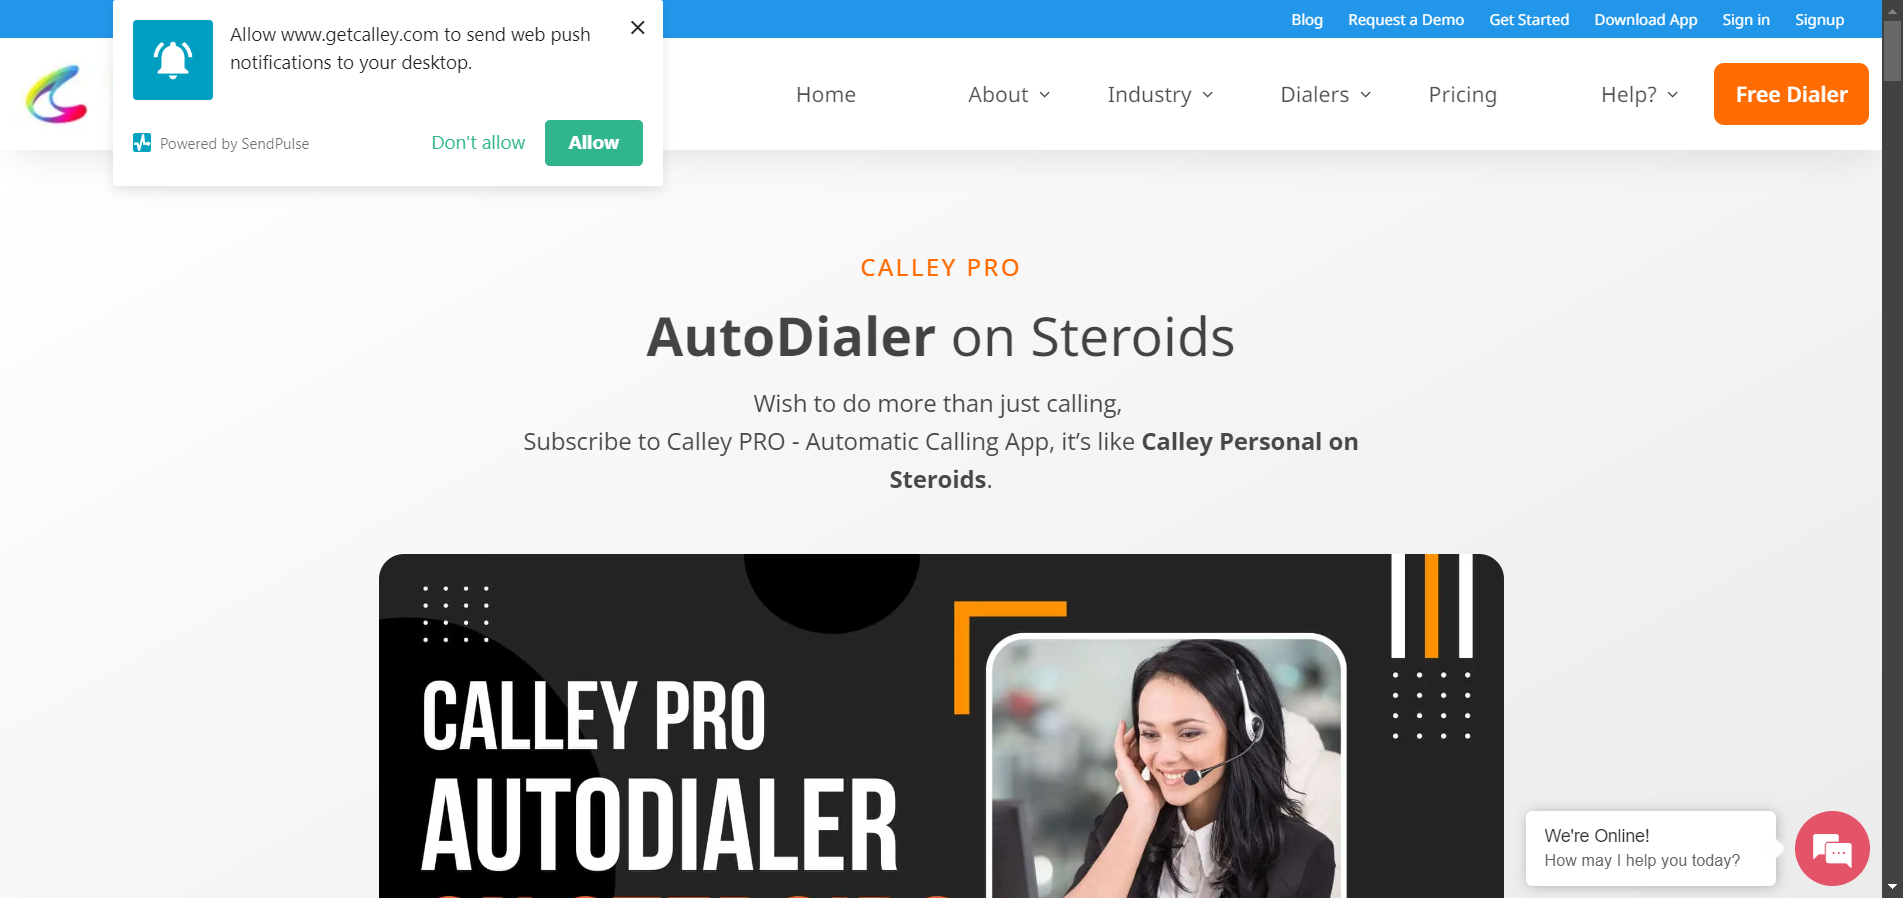 Blog Request a Demo Get Started Download App Sign in Signup
Allow www.getcalley.com to send web push
notifications to your desktop.
Powered by SendPulse
Don't allow
Allow
Home About Industry Dialers Pricing Help? Free Dialer
CALLEY PRO
AutoDialer on Steroids
Wish to do more than just calling,
Subscribe to Calley PRO - Automatic Calling App, it’s like Calley Personal on
Steroids.
CALLEY PRO
AUTODIALER
We're Online!
How may I help you today?